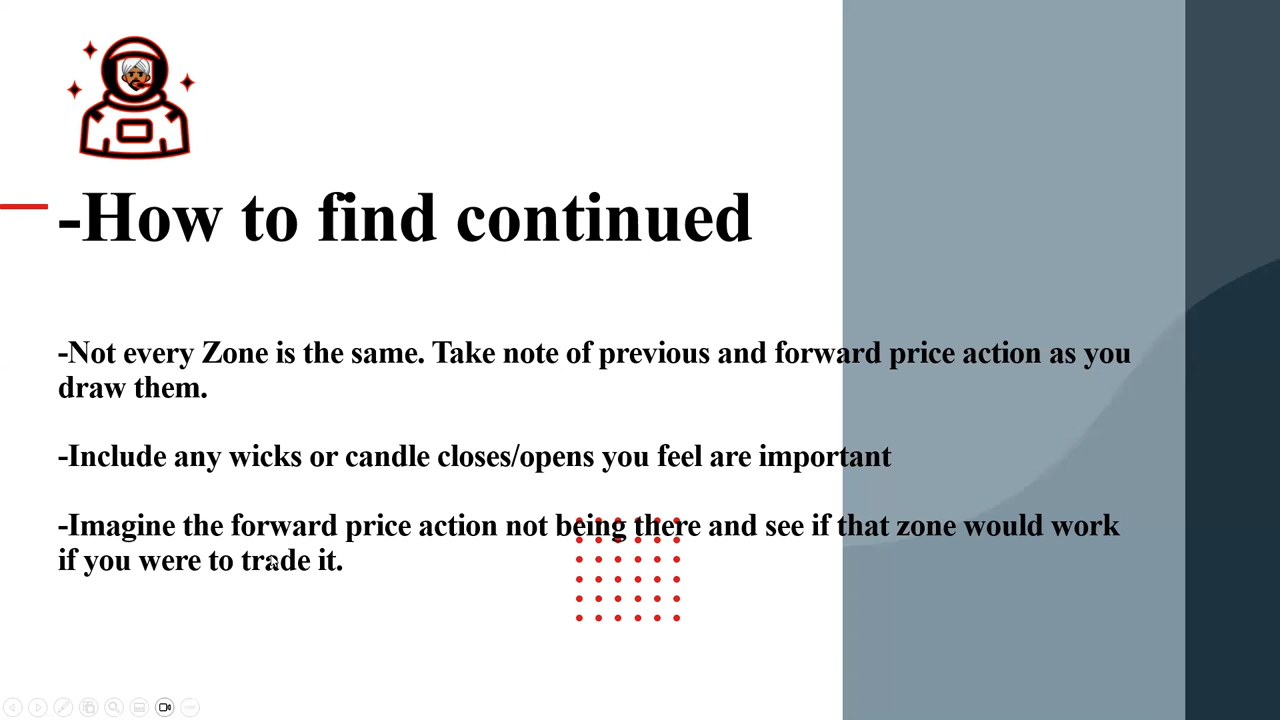 -How to find continued
-Not every Zone is the same. Take note of previous and forward price action as you
draw them.
-Include any wicks or candle closes/opens you feel are important
-Imagine the forward price action not being there and see if that zone would work
if you were to trade it.